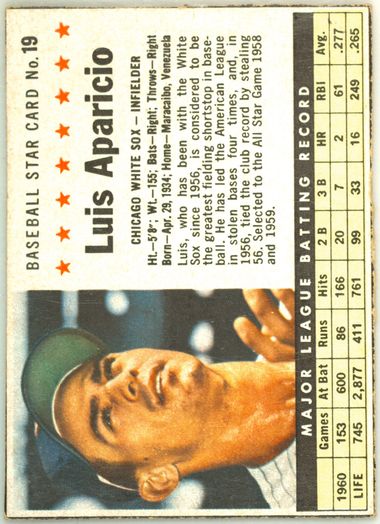 BASEBALL STAR CARD No. 19
Luis Aparicio
CHICAGO WHITE SOX — INFIELDER
Ht.—5'8"; Wt.—155; Bats—Right; Throws—Right
Born—Apr. 29, 1934; Home—Maracaibo, Venezuela
Luis, who has been with the White
Sox since 1956, is considered to be
the greatest fielding shortstop in base-
ball. He has led the American League
in stolen bases four times, and, in
1956, tied the club record by stealing
56. Selected to the All Star Game 1958
and 1959.
MAJOR LEAGUE BATTING RECORD
Games At Bat Runs Hits 2 B 3 B HR RBI Avg.
1960 153 600 86 166 20 7 2 61 .277
LIFE 745 2,877 411 761 99 33 16 249 .265